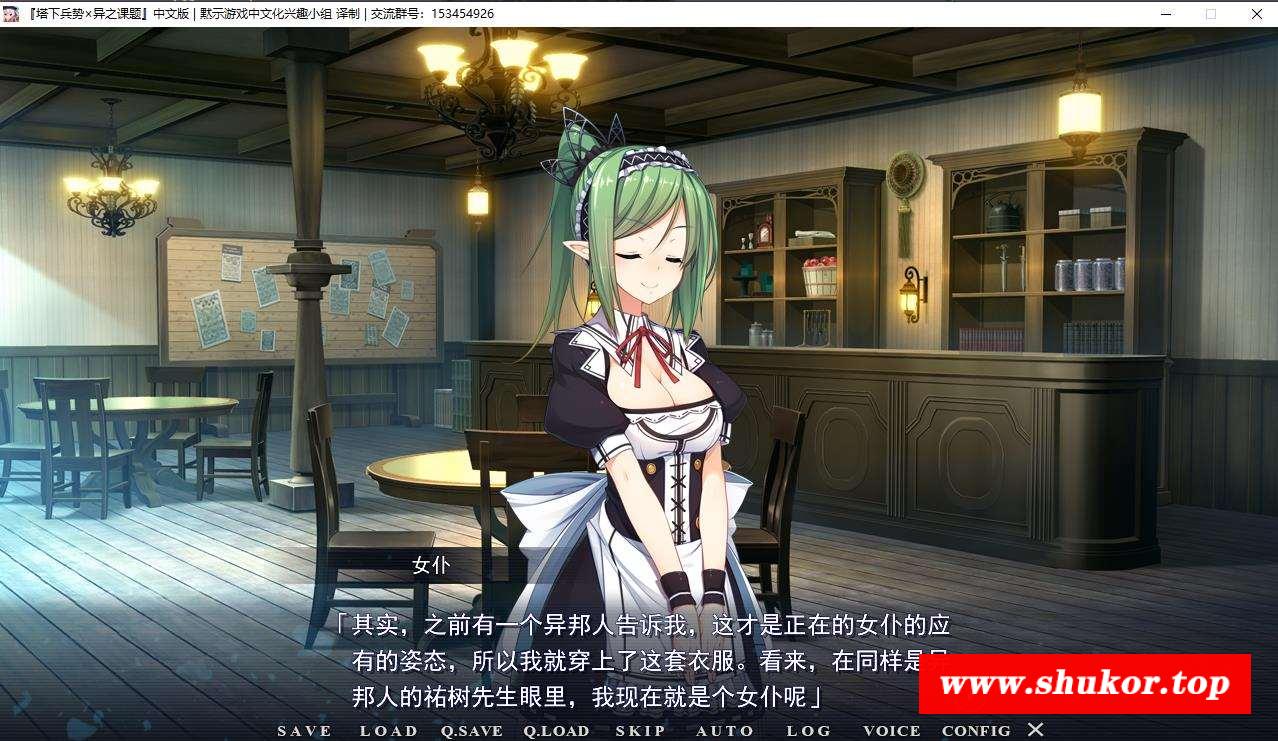 『塔下兵势×异之课题』中文版 | 默示游戏中文化兴趣小组 译制 | 交流群号：153454926
女仆
「其实，之前有一个异邦人告诉我，这才是正在的女仆的应
有的姿态，所以我就穿上了这套衣服。看来，在同样是异
邦人的祐树先生眼里，我现在就是个女仆呢」
www.shukor.top
SAVE LOAD Q.SAVE Q.LOAD SKIP AUTO LOG VOICE CONFIG